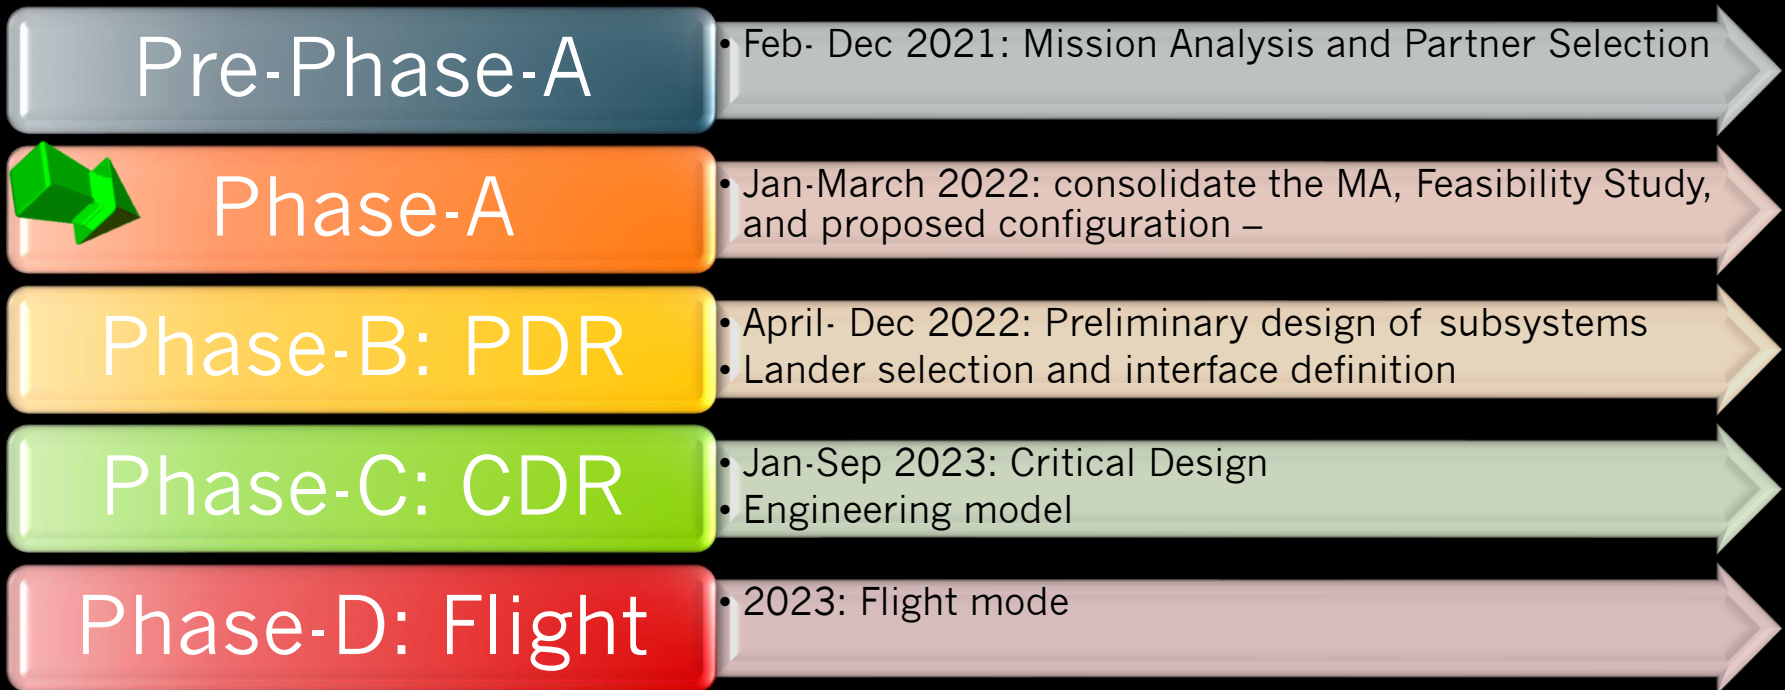 Pre-Phase-A
• Feb- Dec 2021: Mission Analysis and Partner Selection
Phase-A
• Jan-March 2022: consolidate the MA, Feasibility Study,
and proposed configuration –
Phase-B: PDR
• April- Dec 2022: Preliminary design of subsystems
• Lander selection and interface definition
Phase-C: CDR
• Jan-Sep 2023: Critical Design
• Engineering model
Phase-D: Flight
• 2023: Flight mode